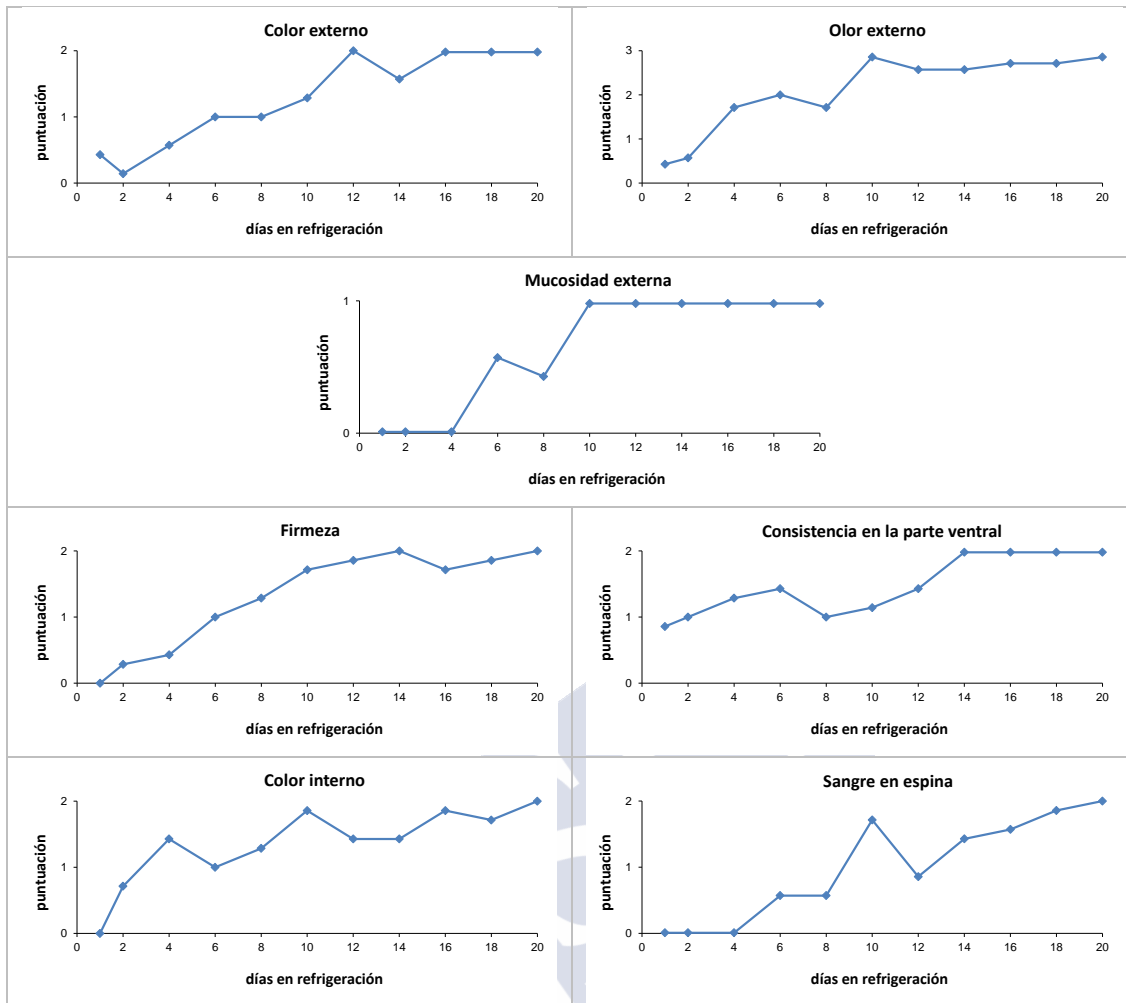 Color externo
2
1
0
puntuación
0 2 4 6 8 10 12 14 16 18 20
días en refrigeración
Olor externo
3
2
1
0
puntuación
0 2 4 6 8 10 12 14 16 18 20
días en refrigeración
Mucosidad externa
1
0
puntuación
0 2 4 6 8 10 12 14 16 18 20
días en refrigeración
Firmeza
2
1
0
puntuación
0 2 4 6 8 10 12 14 16 18 20
días en refrigeración
Consistencia en la parte ventral
2
1
0
puntuación
0 2 4 6 8 10 12 14 16 18 20
días en refrigeración
Color interno
2
1
0
puntuación
0 2 4 6 8 10 12 14 16 18 20
días en refrigeración
Sangre en espina
2
1
0
puntuación
0 2 4 6 8 10 12 14 16 18 20
días en refrigeración